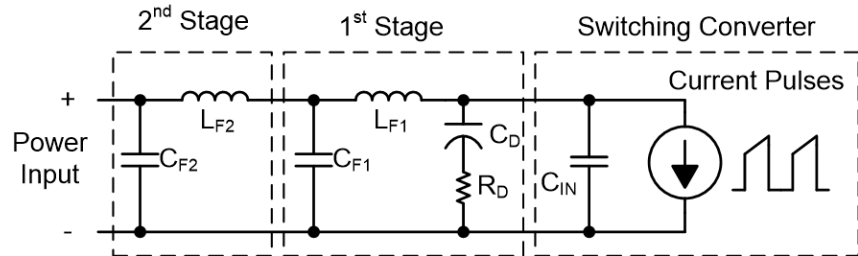 2nd Stage
1st Stage
Switching Converter
Current Pulses
+
Power
Input
-
CF2
LF2
CF1
LF1
CD
RD
CIN